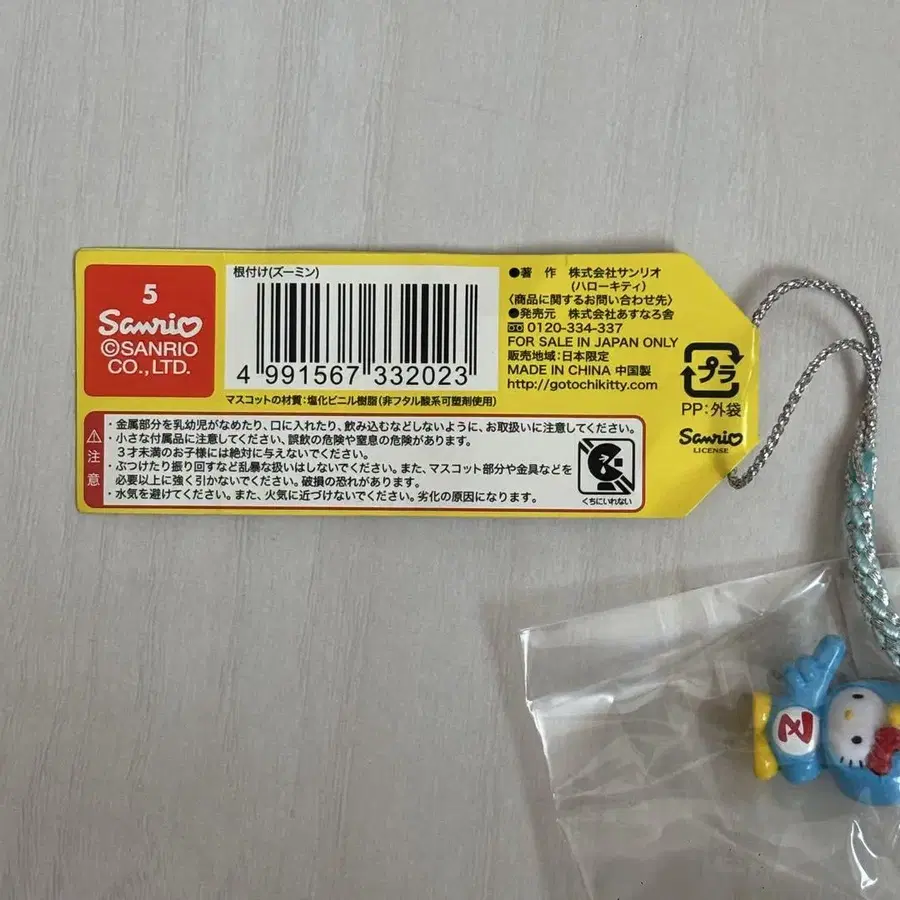 5
Sanrio
©SANRIO
CO., LTD.
根付け(ズーミン)
4 991567 332023
マスコットの材質:塩化ビニル樹脂(非フタル酸系可塑剤使用)
●著 作 株式会社サンリオ
(ハローキティ)
〈商品に関するお問い合わせ先〉
●発売元 株式会社あすなろ舎
0120-334-337
FOR SALE IN JAPAN ONLY
販売地域:日本限定
MADE IN CHINA 中国製
http://gotochikitty.com
プラ
PP:外袋
Sanrio
LICENSE
注意
・金属部分を乳幼児がなめたり、口に入れたり、飲み込むなどしないように、お取扱いに注意してください。
・小さな付属品に注意してください。誤飲の危険や窒息の危険があります。
3才未満のお子様には絶対に与えないでください。
・ぶつけたり振り回すなど乱暴な扱いはしないでください。また、マスコット部分や金具などを
必要以上に強く引かないでください。破損の恐れがあります。
・水気を避けてください。また、火気に近づけないでください。劣化の原因になります。
くちにいれない
Z